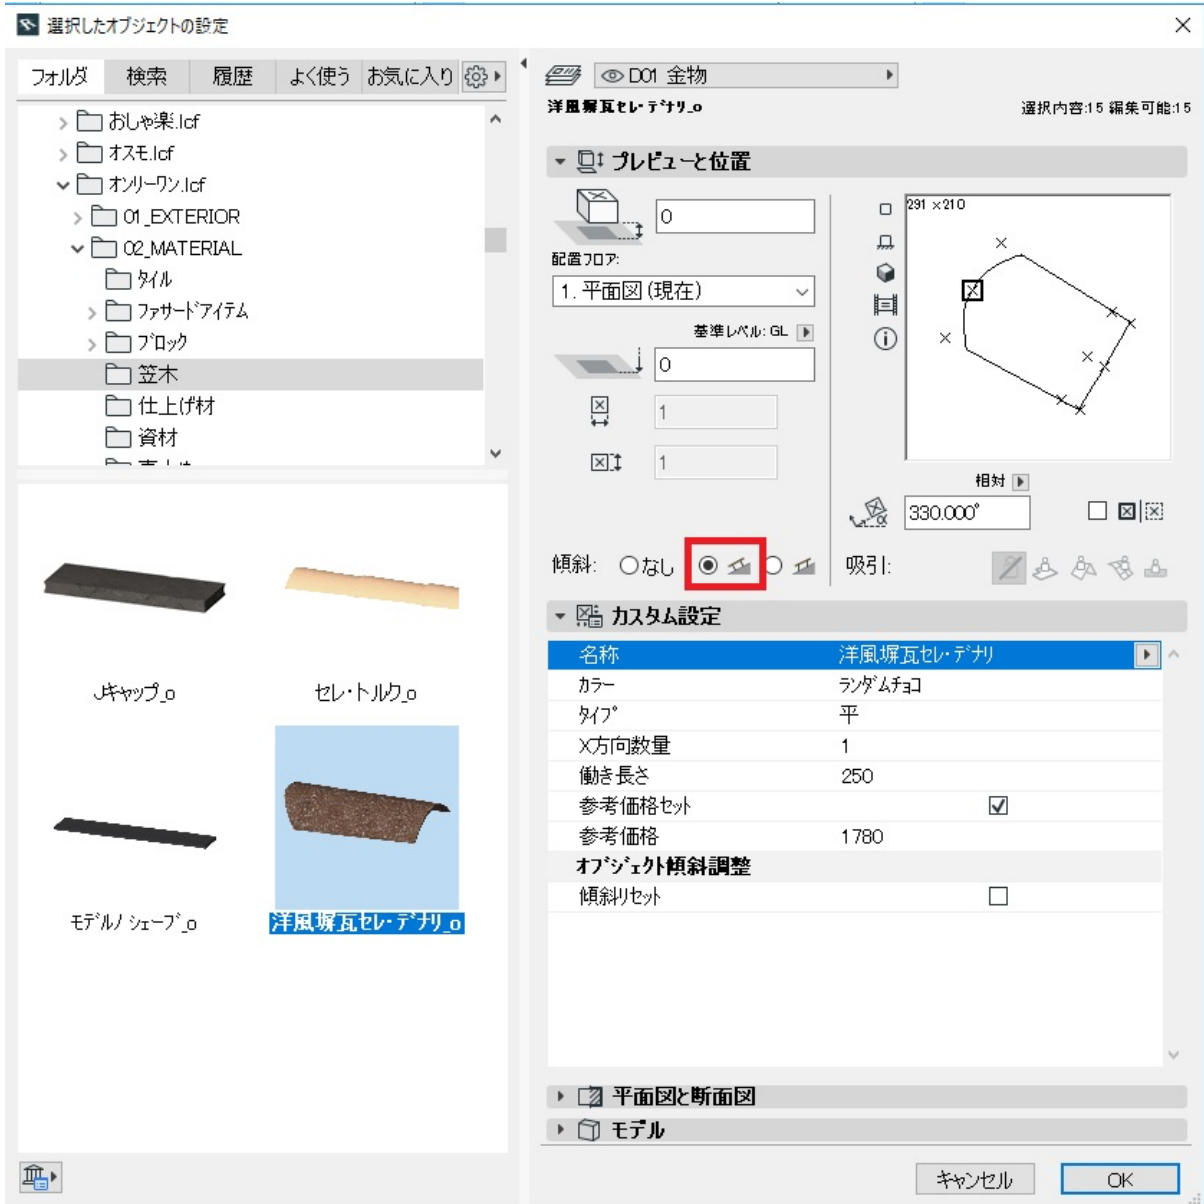 選択したオブジェクトの設定
フォルダ 検索 履歴 よく使う お気に入り
おしゃ楽.lcf
オスモ.lcf
オンリーワン.lcf
01_EXTERIOR
02_MATERIAL
タイル
ファサードアイテム
ブロック
笠木
仕上げ材
資材
Jキャップ_o
セレ・トルク_o
モデルノ シェーブ_o
洋風塀瓦セレ・デナリ_o
D01 金物
洋風塀瓦セレ・デナリ_o 選択内容:15 編集可能:15
プレビューと位置
0
配置フロア:
1. 平面図 (現在)
基準レベル: GL
0
1
1
291 ×210
相対
330.000°
傾斜: なし
吸引:
カスタム設定
名称 洋風塀瓦セレ・デナリ
カラー ランダムチョコ
タイプ 平
X方向数量 1
働き長さ 250
参考価格セット
参考価格 1780
オブジェクト傾斜調整
傾斜リセット
平面図と断面図
モデル
キャンセル OK